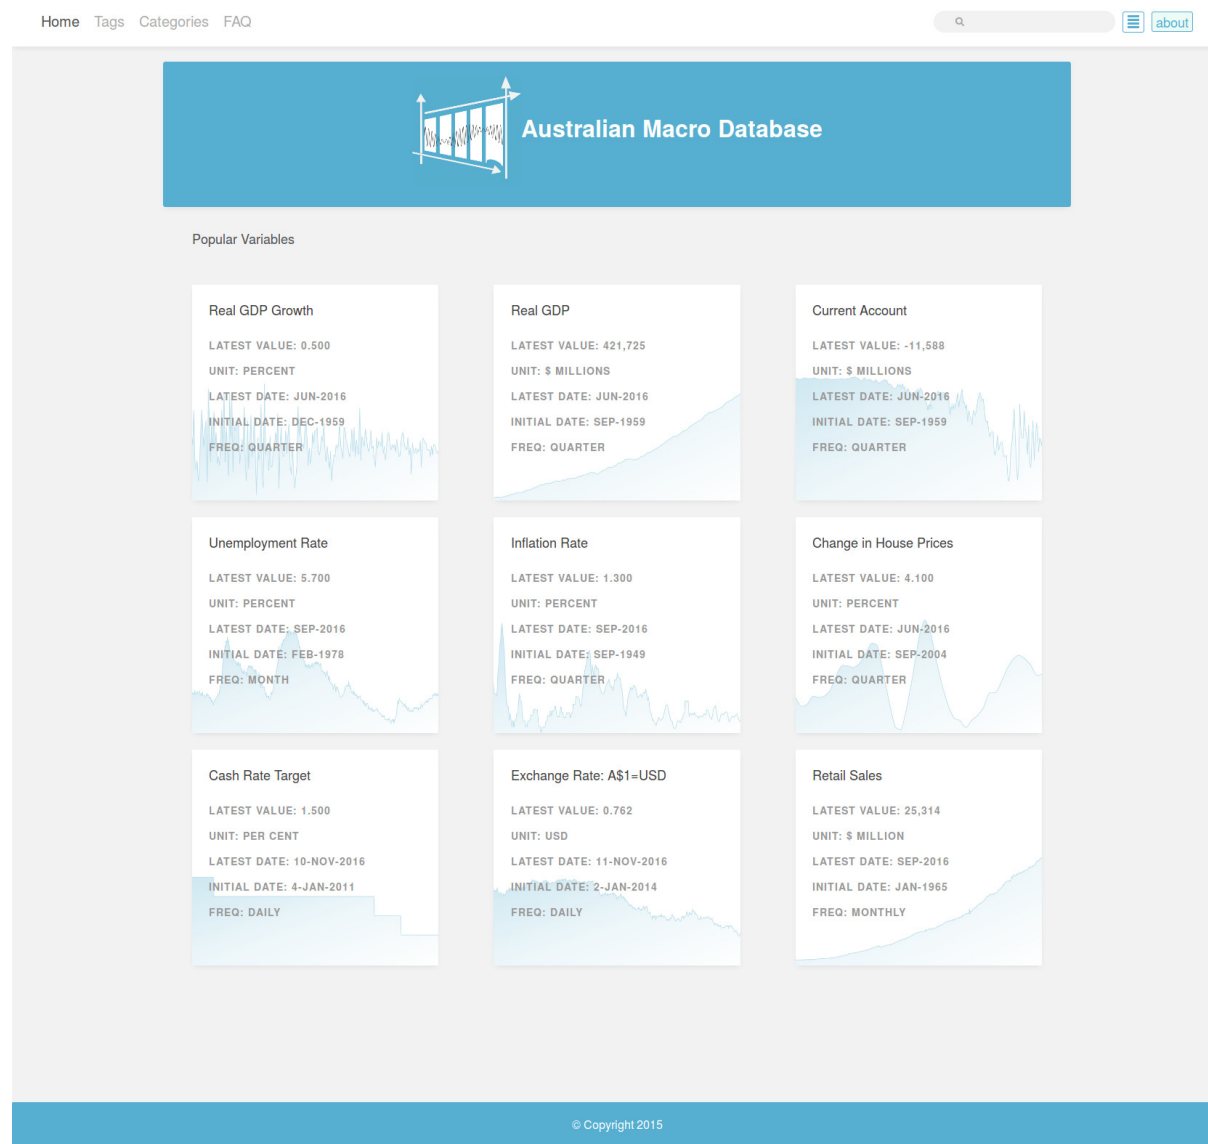 Home Tags Categories FAQ
about
Australian Macro Database
Popular Variables
Real GDP Growth
LATEST VALUE: 0.500
UNIT: PERCENT
LATEST DATE: JUN-2016
INITIAL DATE: DEC-1959
FREQ: QUARTER
Real GDP
LATEST VALUE: 421,725
UNIT: $ MILLIONS
LATEST DATE: JUN-2016
INITIAL DATE: SEP-1959
FREQ: QUARTER
Current Account
LATEST VALUE: -11,588
UNIT: $ MILLIONS
LATEST DATE: JUN-2016
INITIAL DATE: SEP-1959
FREQ: QUARTER
Unemployment Rate
LATEST VALUE: 5.700
UNIT: PERCENT
LATEST DATE: SEP-2016
INITIAL DATE: FEB-1978
FREQ: MONTH
Inflation Rate
LATEST VALUE: 1.300
UNIT: PERCENT
LATEST DATE: SEP-2016
INITIAL DATE: SEP-1949
FREQ: QUARTER
Change in House Prices
LATEST VALUE: 4.100
UNIT: PERCENT
LATEST DATE: JUN-2016
INITIAL DATE: SEP-2004
FREQ: QUARTER
Cash Rate Target
LATEST VALUE: 1.500
UNIT: PER CENT
LATEST DATE: 10-NOV-2016
INITIAL DATE: 4-JAN-2011
FREQ: DAILY
Exchange Rate: A$1=USD
LATEST VALUE: 0.762
UNIT: USD
LATEST DATE: 11-NOV-2016
INITIAL DATE: 2-JAN-2014
FREQ: DAILY
Retail Sales
LATEST VALUE: 25,314
UNIT: $ MILLION
LATEST DATE: SEP-2016
INITIAL DATE: JAN-1965
FREQ: MONTHLY
© Copyright 2015